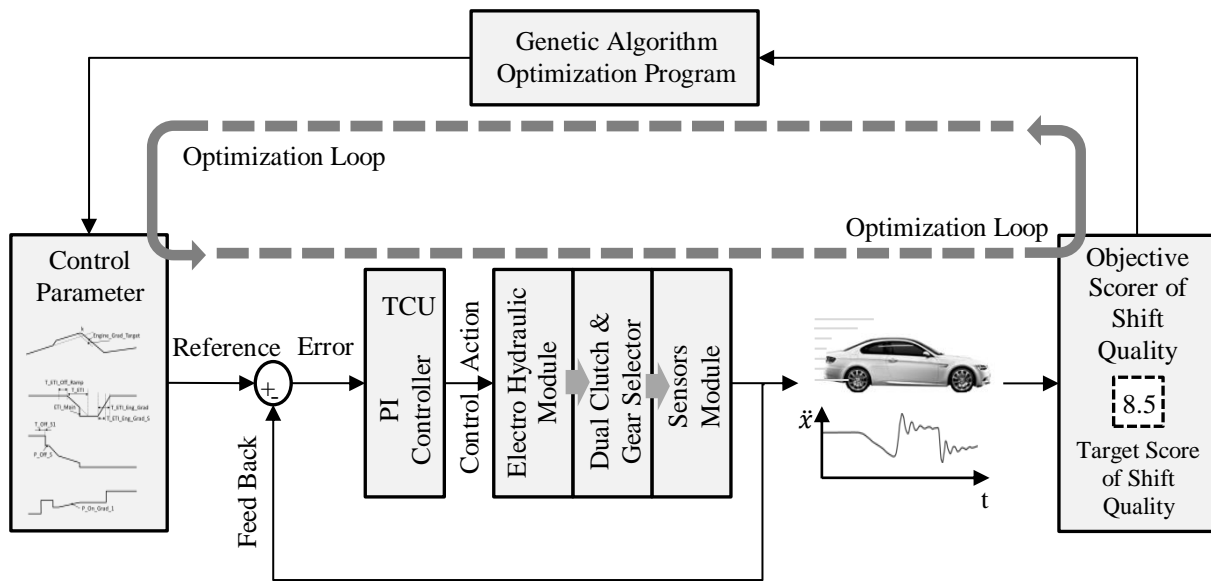 Genetic Algorithm
Optimization Program
Optimization Loop
Optimization Loop
Control
Parameter
Engine_Grad_Target
T_ETI_Off_Ramp
T_ETI
ETI_Main
T_ETI_Eng_Grad
T_ETI_Eng_Grad_S
T_Off_S1
P_Off_S
P_On_Grad_1
Reference
+
-
Error
Feed Back
TCU
PI
Controller
Control Action
Electro Hydraulic
Module
Dual Clutch &
Gear Selector
Sensors
Module
ẍ
t
Objective
Scorer of
Shift
Quality
8.5
Target Score
of Shift
Quality